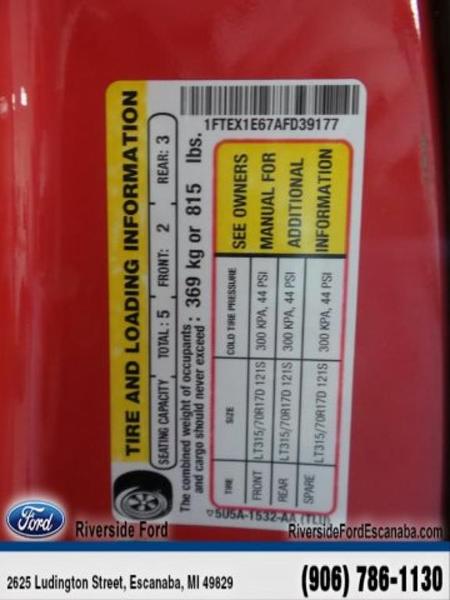 1FTEX1E67AFD39177
TIRE AND LOADING INFORMATION
SEATING CAPACITY TOTAL: 5 FRONT: 2 REAR: 3
The combined weight of occupants
and cargo should never exceed: 369 kg or 815 lbs.
TIRE SIZE COLD TIRE PRESSURE SEE OWNERS
FRONT LT315/70R17D 121S 300 KPA, 44 PSI MANUAL FOR
REAR LT315/70R17D 121S 300 KPA, 44 PSI ADDITIONAL
SPARE LT315/70R17D 121S 300 KPA, 44 PSI INFORMATION
5U5A-1532-AA (TLI)
Ford
Riverside Ford
RiversideFordEscanaba.com
2625 Ludington Street, Escanaba, MI 49829
(906) 786-1130